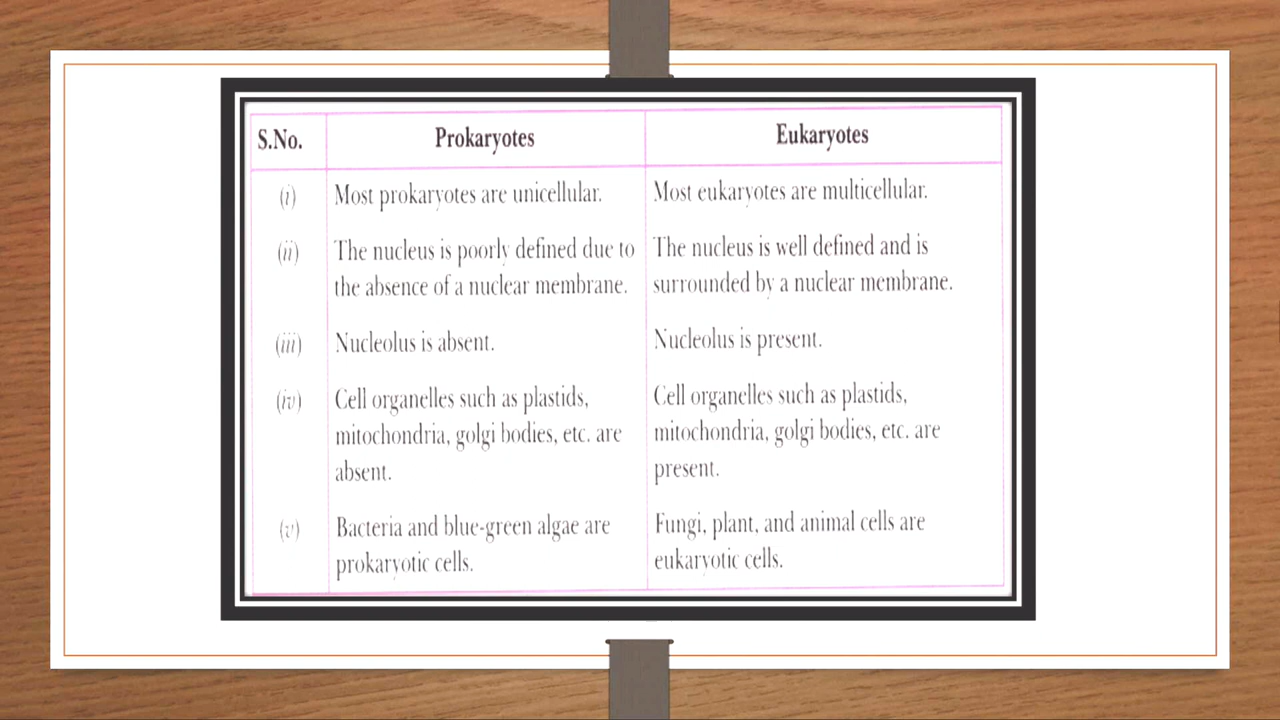 S.No. Prokaryotes Eukaryotes
(i) Most prokaryotes are unicellular. Most eukaryotes are multicellular.
(ii) The nucleus is poorly defined due to The nucleus is well defined and is
the absence of a nuclear membrane. surrounded by a nuclear membrane.
(iii) Nucleolus is absent. Nucleolus is present.
(iv) Cell organelles such as plastids, Cell organelles such as plastids,
mitochondria, golgi bodies, etc. are mitochondria, golgi bodies, etc. are
absent. present.
(v) Bacteria and blue-green algae are Fungi, plant, and animal cells are
prokaryotic cells. eukaryotic cells.